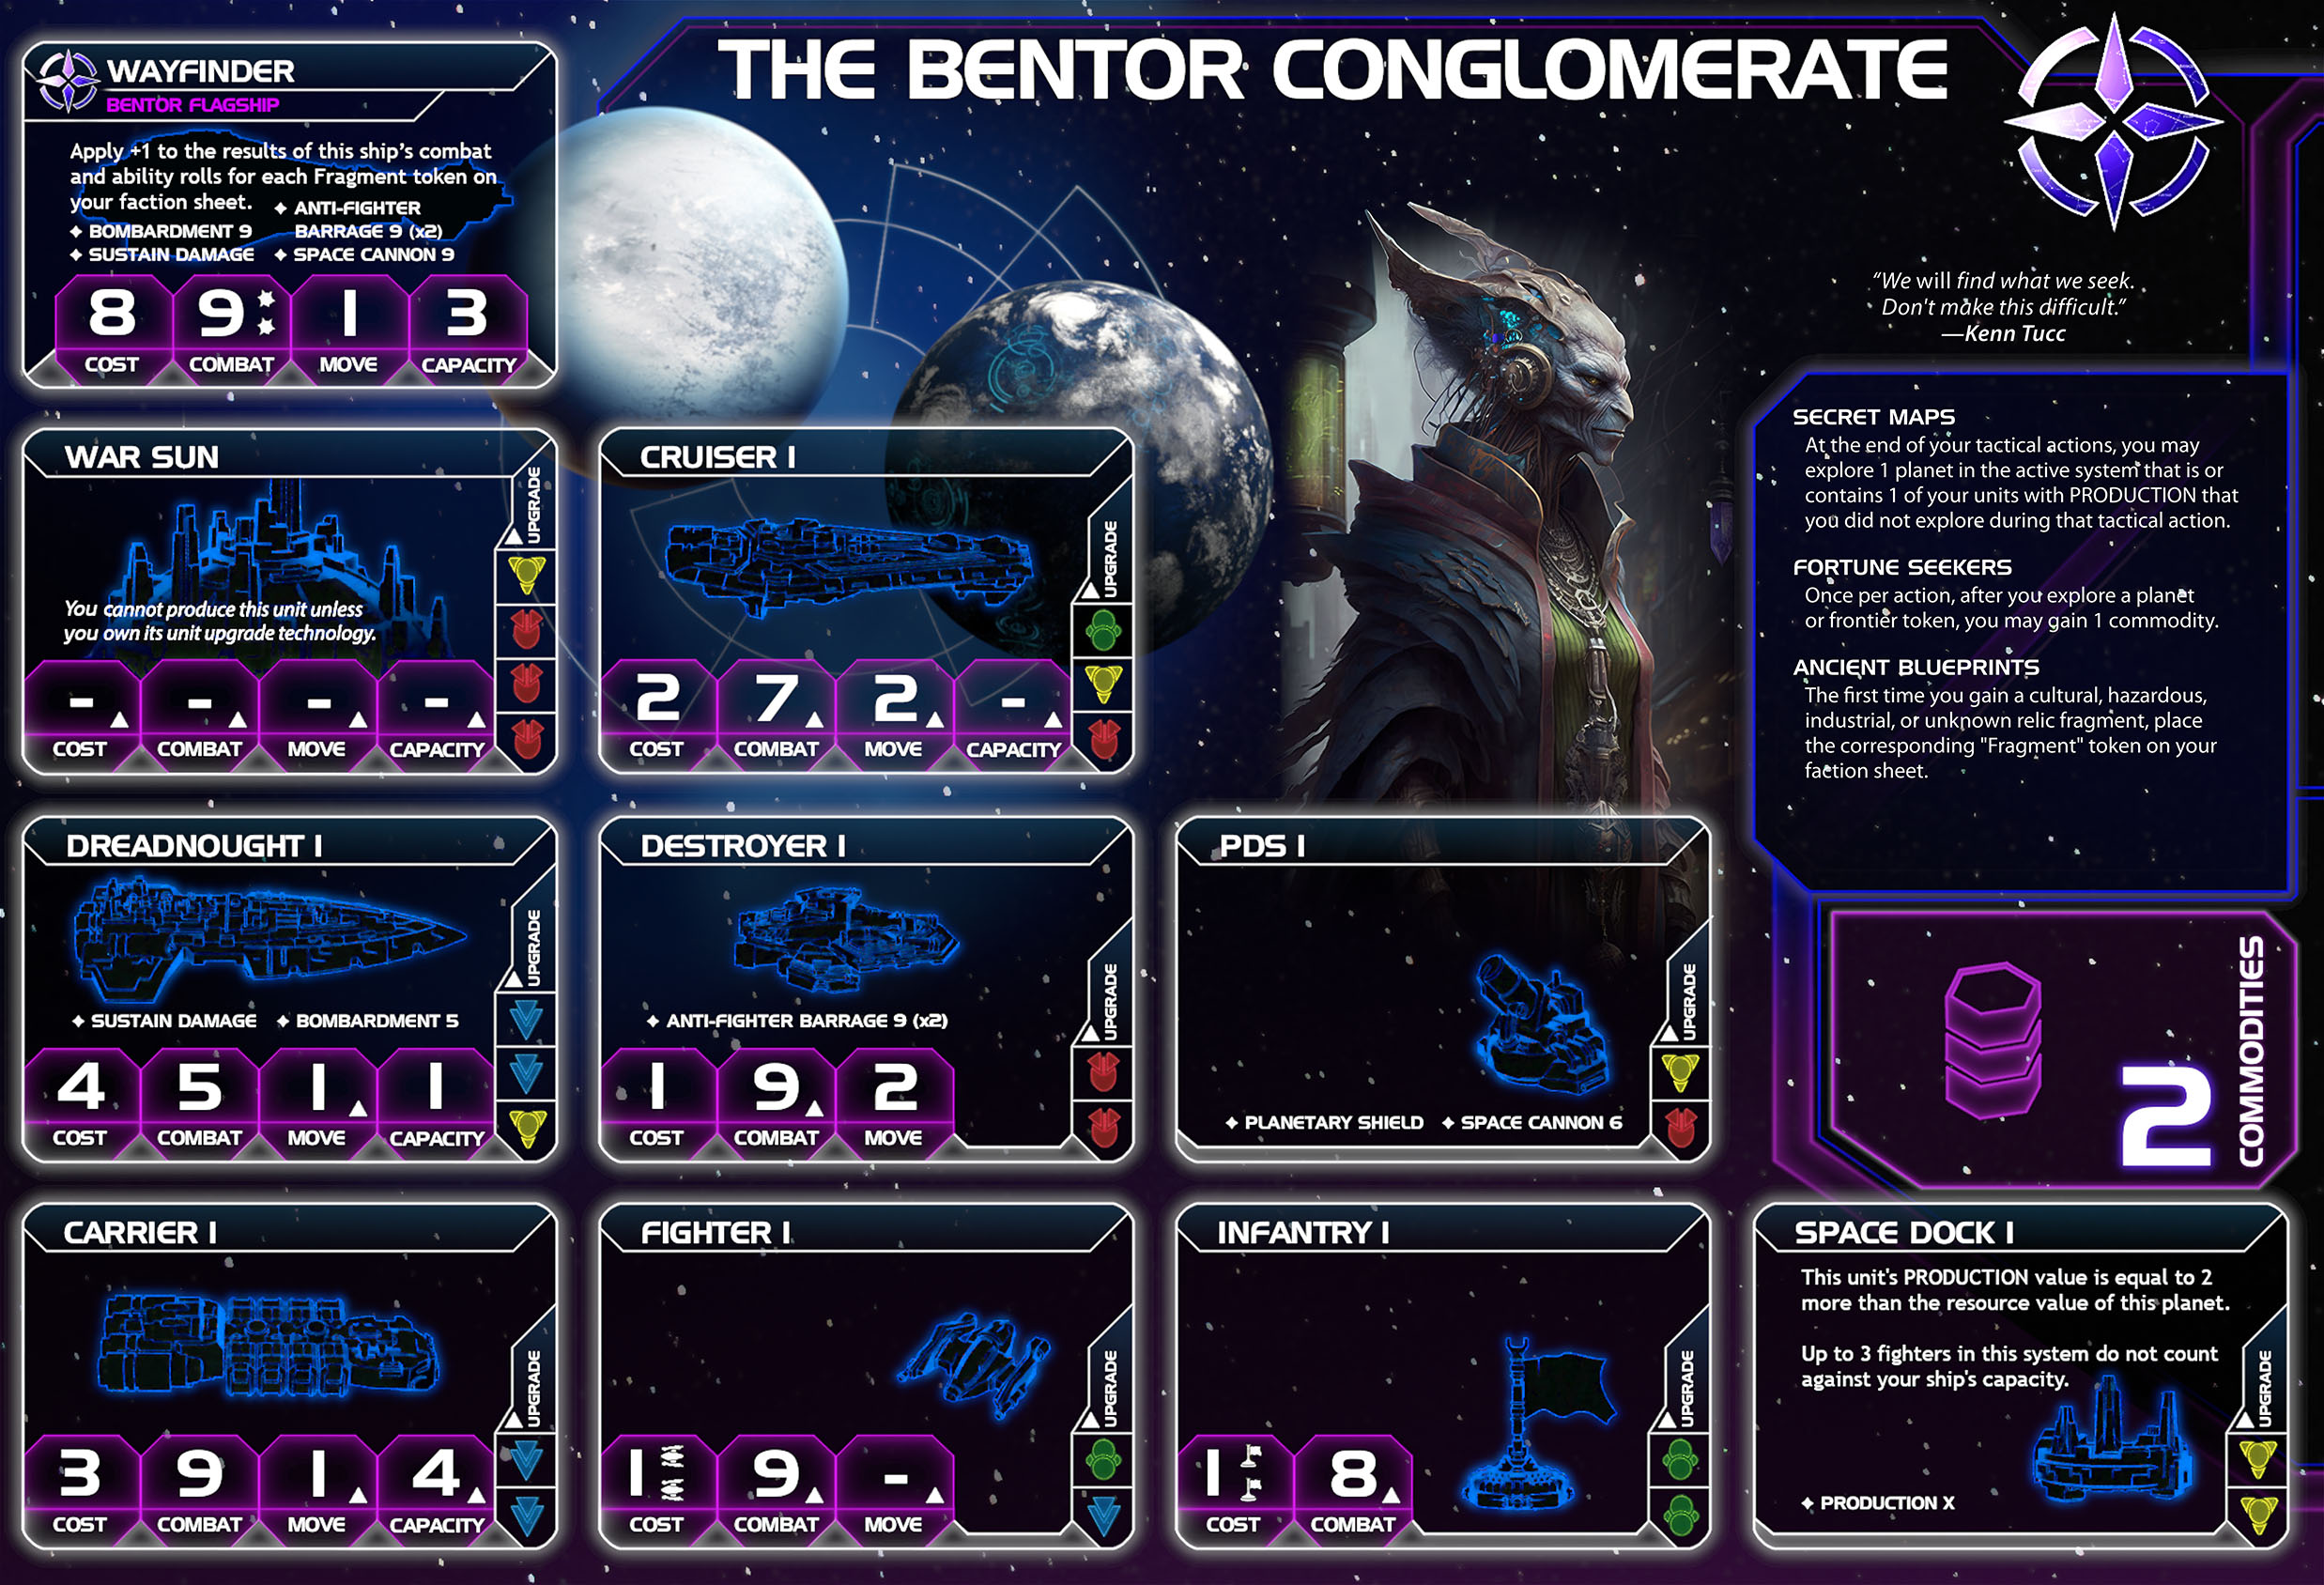 THE BENTOR CONGLOMERATE
WAYFINDER
BENTOR FLAGSHIP
Apply +1 to the results of this ship's combat
and ability rolls for each Fragment token on
your faction sheet.
◆ ANTI-FIGHTER
BARRAGE 9 (x2)
◆ BOMBARDMENT 9
◆ SUSTAIN DAMAGE ◆ SPACE CANNON 9
8 9 1 3
COST COMBAT MOVE CAPACITY
"We will find what we seek.
Don't make this difficult."
—Kenn Tucc
SECRET MAPS
At the end of your tactical actions, you may
explore 1 planet in the active system that is or
contains 1 of your units with PRODUCTION that
you did not explore during that tactical action.
FORTUNE SEEKERS
Once per action, after you explore a planet
or frontier token, you may gain 1 commodity.
ANCIENT BLUEPRINTS
The first time you gain a cultural, hazardous,
industrial, or unknown relic fragment, place
the corresponding "Fragment" token on your
faction sheet.
WAR SUN
UPGRADE
You cannot produce this unit unless
you own its unit upgrade technology.
- - - -
COST COMBAT MOVE CAPACITY
CRUISER I
UPGRADE
2 7 2 -
COST COMBAT MOVE CAPACITY
DREADNOUGHT I
UPGRADE
◆ SUSTAIN DAMAGE ◆ BOMBARDMENT 5
4 5 1 1
COST COMBAT MOVE CAPACITY
DESTROYER I
UPGRADE
◆ ANTI-FIGHTER BARRAGE 9 (x2)
1 9 2
COST COMBAT MOVE
PDS I
UPGRADE
◆ PLANETARY SHIELD ◆ SPACE CANNON 6
2
COMMODITIES
CARRIER I
UPGRADE
3 9 1 4
COST COMBAT MOVE CAPACITY
FIGHTER I
UPGRADE
1 9 -
COST COMBAT MOVE
INFANTRY I
UPGRADE
1 8
COST COMBAT
SPACE DOCK I
This unit's PRODUCTION value is equal to 2
more than the resource value of this planet.
Up to 3 fighters in this system do not count
against your ship's capacity.
UPGRADE
◆ PRODUCTION X